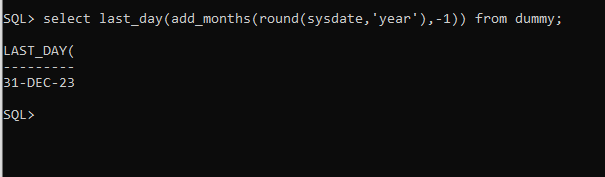 SQL> select last_day(add_months(round(sysdate,'year'),-1)) from dummy;
LAST_DAY(
---------
31-DEC-23
SQL>